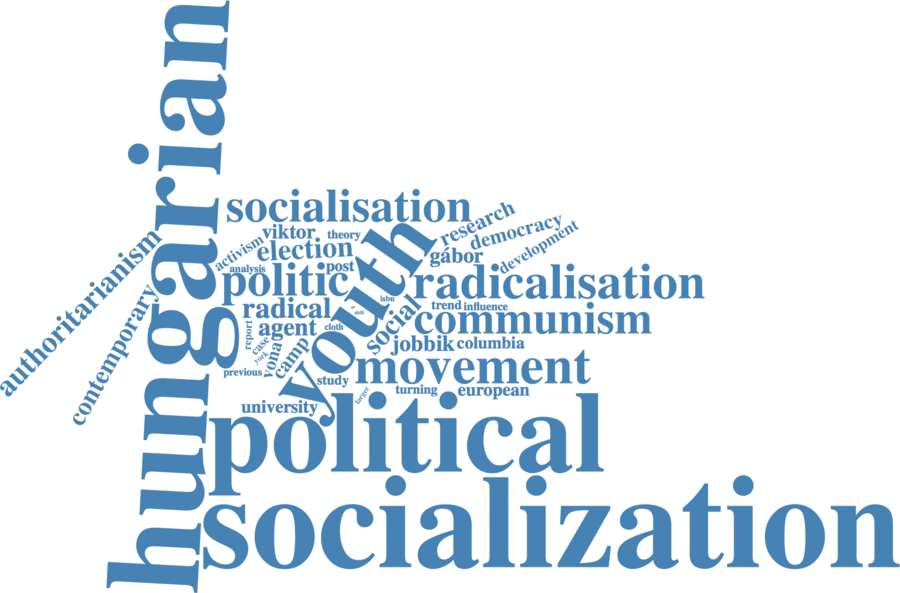 hungarian
authoritarianism
contemporary
socialisation
viktor
theory
research
democracy
activism
election
gábor
development
analysis
post
politic
youth
radicalisation
isbn
radical
trend
influence
social
communism
agent
cloth
report
case
york
vona
camp
jobbik
columbia
previous
study
movement
larger
turning
european
university
political
socialization